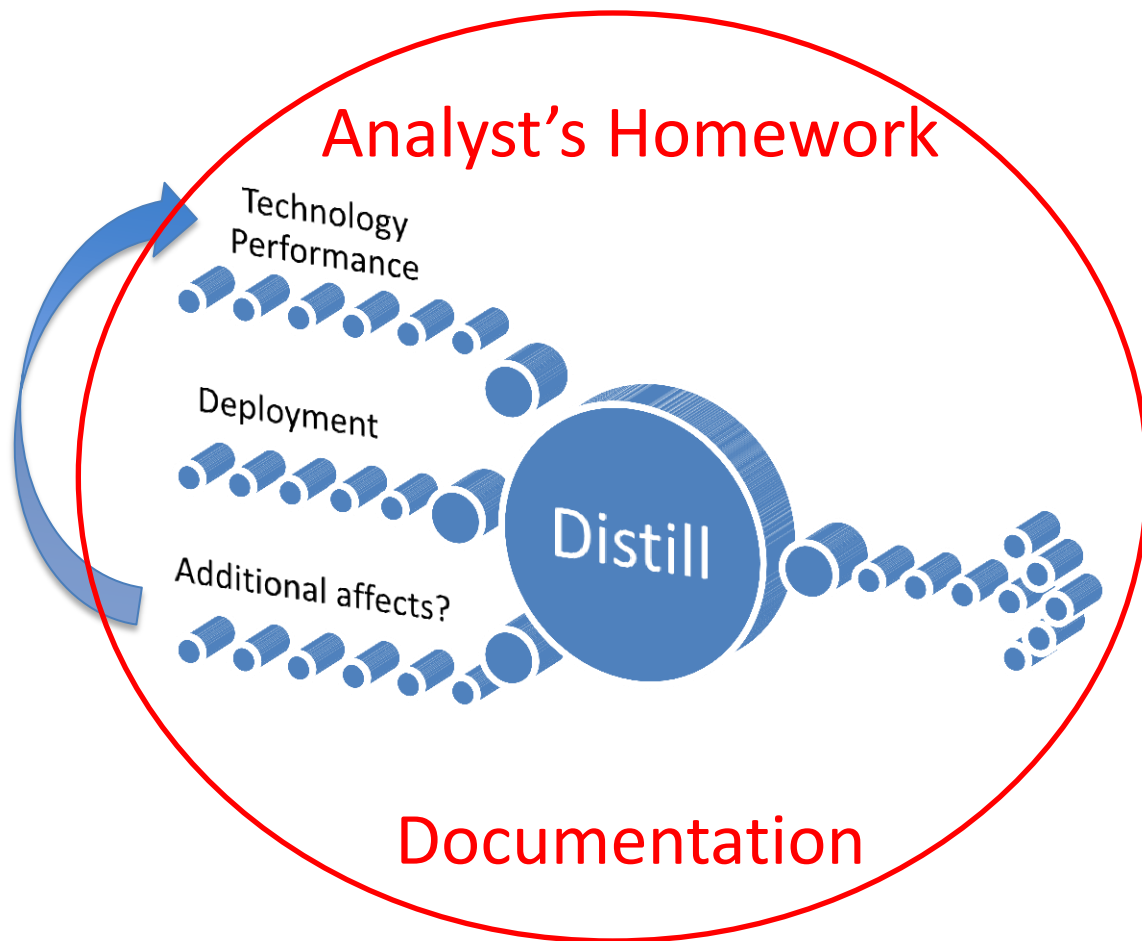 Analyst’s Homework
Technology
Performance
Deployment
Distill
Additional affects?
Documentation